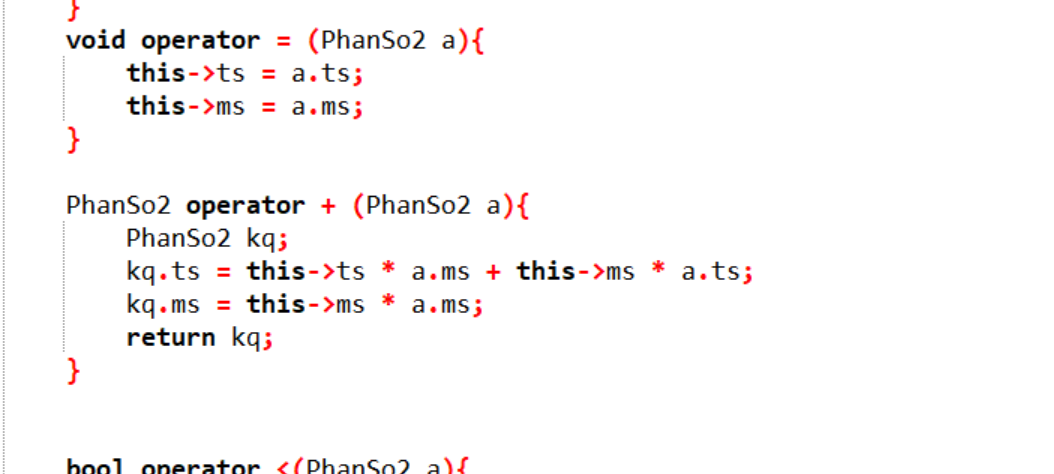 }
void operator = (PhanSo2 a){
this->ts = a.ts;
this->ms = a.ms;
}
PhanSo2 operator + (PhanSo2 a){
PhanSo2 kq;
kq.ts = this->ts * a.ms + this->ms * a.ts;
kq.ms = this->ms * a.ms;
return kq;
}
bool operator <(PhanSo2 a){